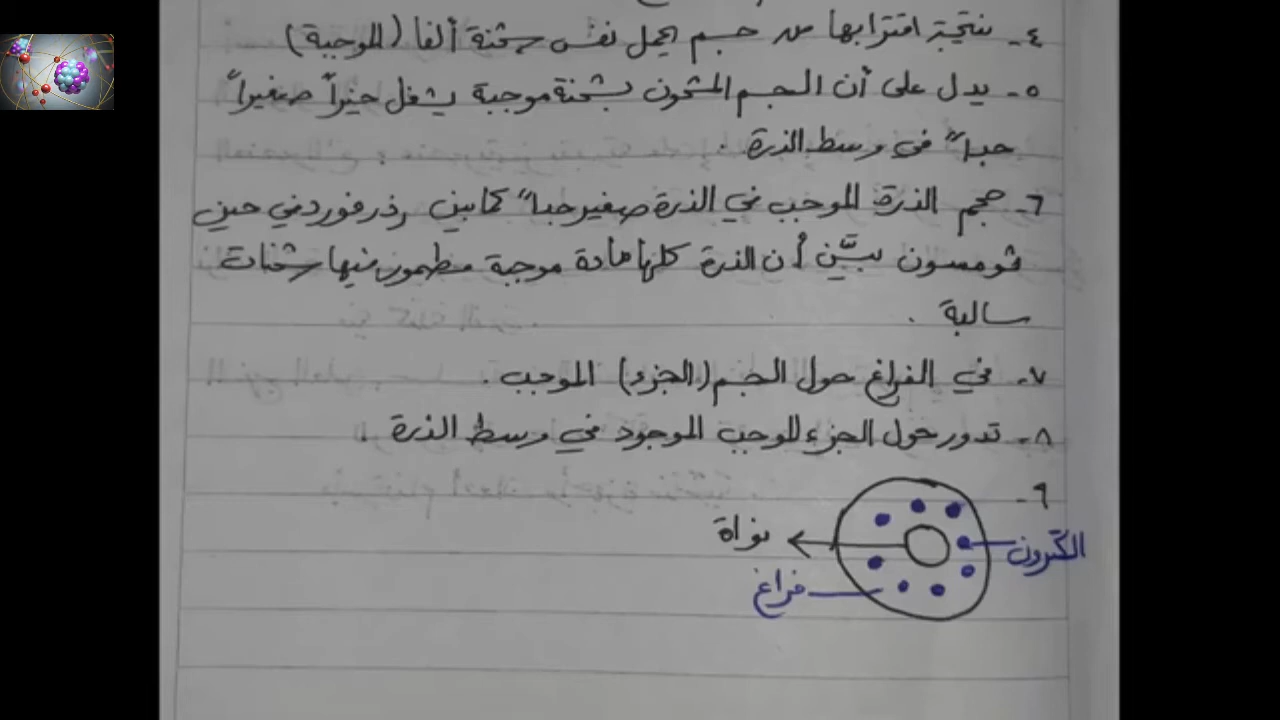 ٤- نتيجة اقترابها من جسم يحمل نفس شحنة ألفا (الموجبة)
٥- يدل على أن الجسم المشحون بشحنة موجبة يشغل حيزاً صغيراً
جداً في وسط الذرة .
٦- حجم الذرة الموجب في الذرة صغير جداً كما بين رذرفورد في حين
ثومسون بيَّن أن الذرة كلها مادة موجبة مطمور فيها شحنات
سالبة .
٧- في الفراغ حول الجسم (الجزء) الموجب .
٨- تدور حول الجزء الموجب الموجود في وسط الذرة .
٩-
نواة
الكترون
فراغ